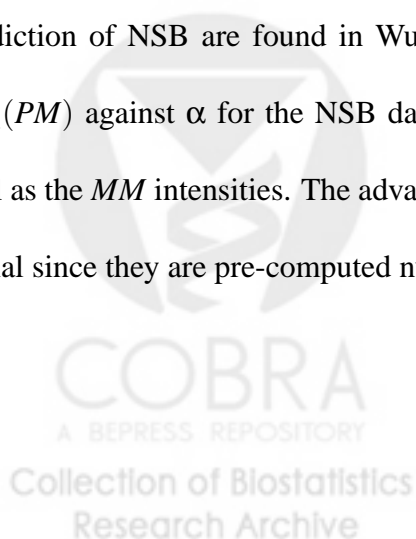 diction of NSB are found in Wu
(PM) against α for the NSB da
as the MM intensities. The adva
al since they are pre-computed n
COBRA
A BEPRESS REPOSITORY
Collection of Biostatistics
Research Archive